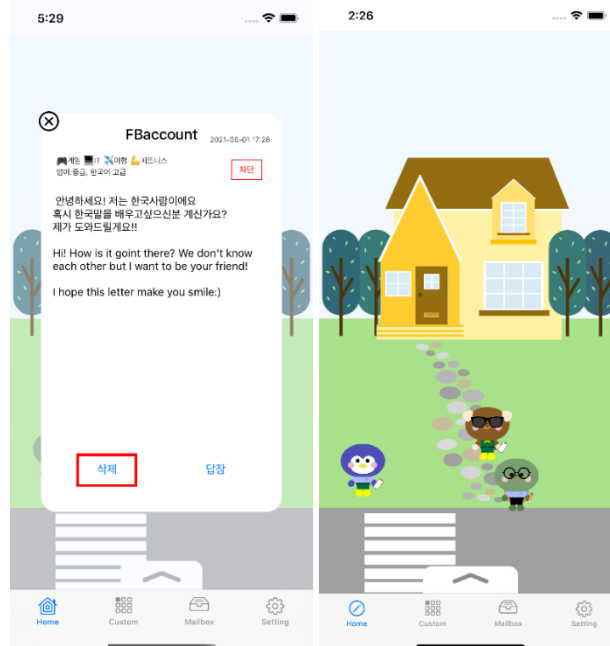 5:29
FBaccount
2021-06-01 17:28
🎮게임 💻IT ✈️여행 💪피트니스
영어:중급, 한국어:고급
차단
안녕하세요! 저는 한국사람이에요
혹시 한국말을 배우고싶으신분 계신가요?
제가 도와드릴게요!!
Hi! How is it goint there? We don't know
each other but I want to be your friend!
I hope this letter make you smile:)
삭제 답장
Home Custom Mailbox Setting
2:26
Home Custom Mailbox Setting